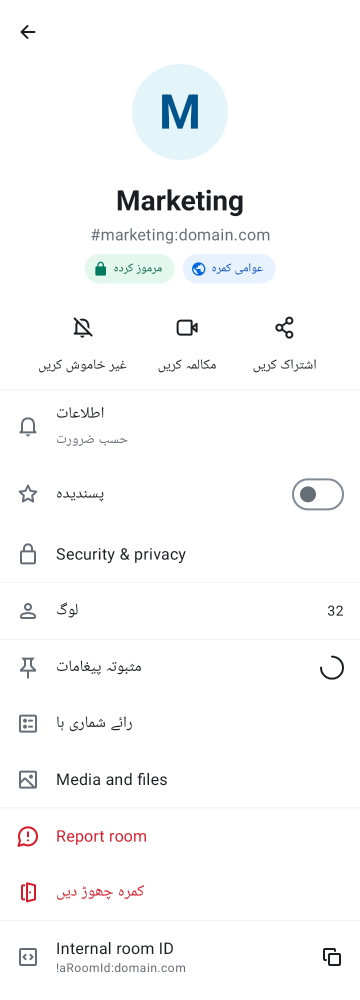 M
Marketing
#marketing:domain.com
مرموز کردہ
عوامی کمرہ
غیر خاموش کریں
مکالمہ کریں
اشتراک کریں
اطلاعات
حسب ضرورت
پسندیدہ
Security & privacy
لوگ
32
مثبوتہ پیغامات
رائے شماری ہا
Media and files
Report room
کمرہ چھوڑ دیں
Internal room ID
!aRoomId:domain.com